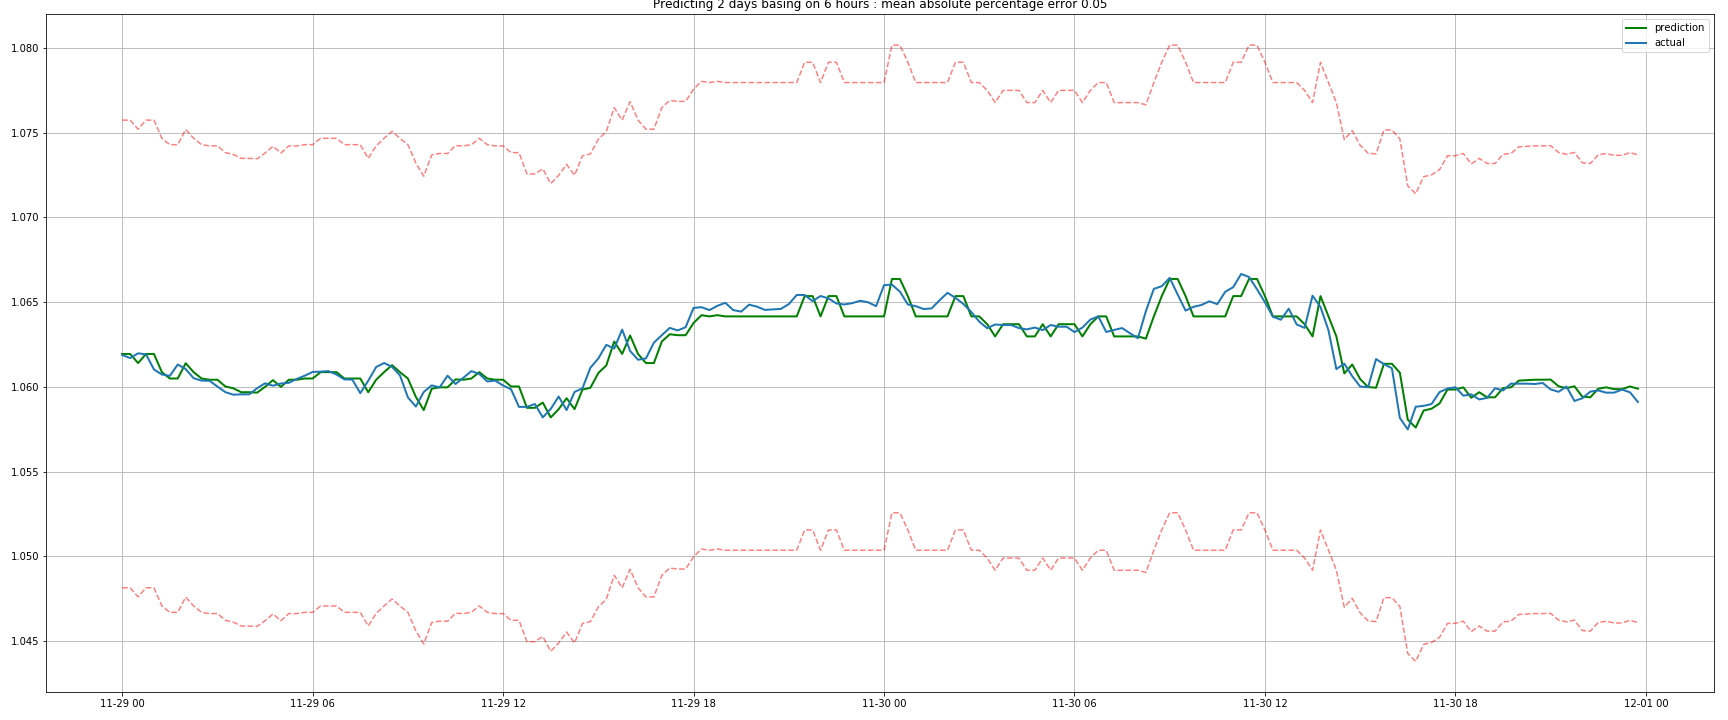 Predicting 2 days basing on 6 hours : mean absolute percentage error 0.05
prediction
actual
1.080
1.075
1.070
1.065
1.060
1.055
1.050
1.045
11-29 00 11-29 06 11-29 12 11-29 18 11-30 00 11-30 06 11-30 12 11-30 18 12-01 00